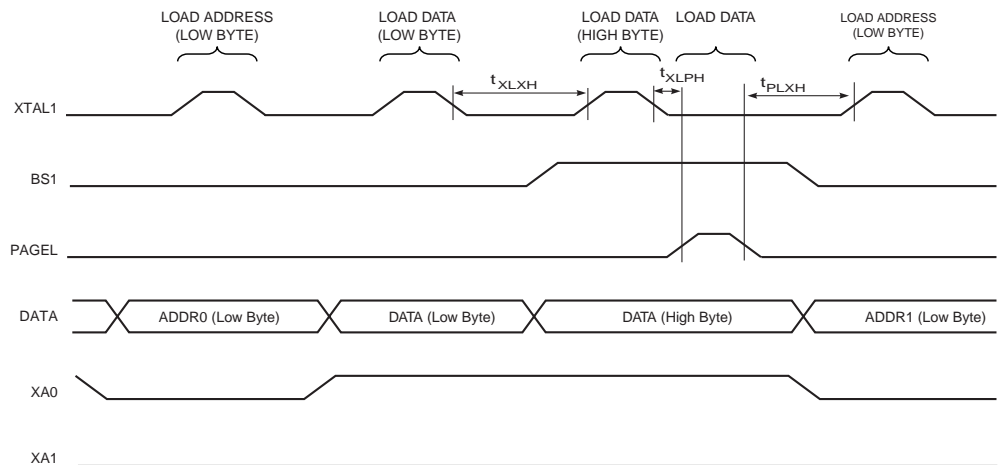 LOAD ADDRESS
(LOW BYTE)
LOAD DATA
(LOW BYTE)
LOAD DATA
(HIGH BYTE)
LOAD DATA
LOAD ADDRESS
(LOW BYTE)
tXLXH
tXLPH
tPLXH
XTAL1
BS1
PAGEL
DATA
ADDR0 (Low Byte)
DATA (Low Byte)
DATA (High Byte)
ADDR1 (Low Byte)
XA0
XA1